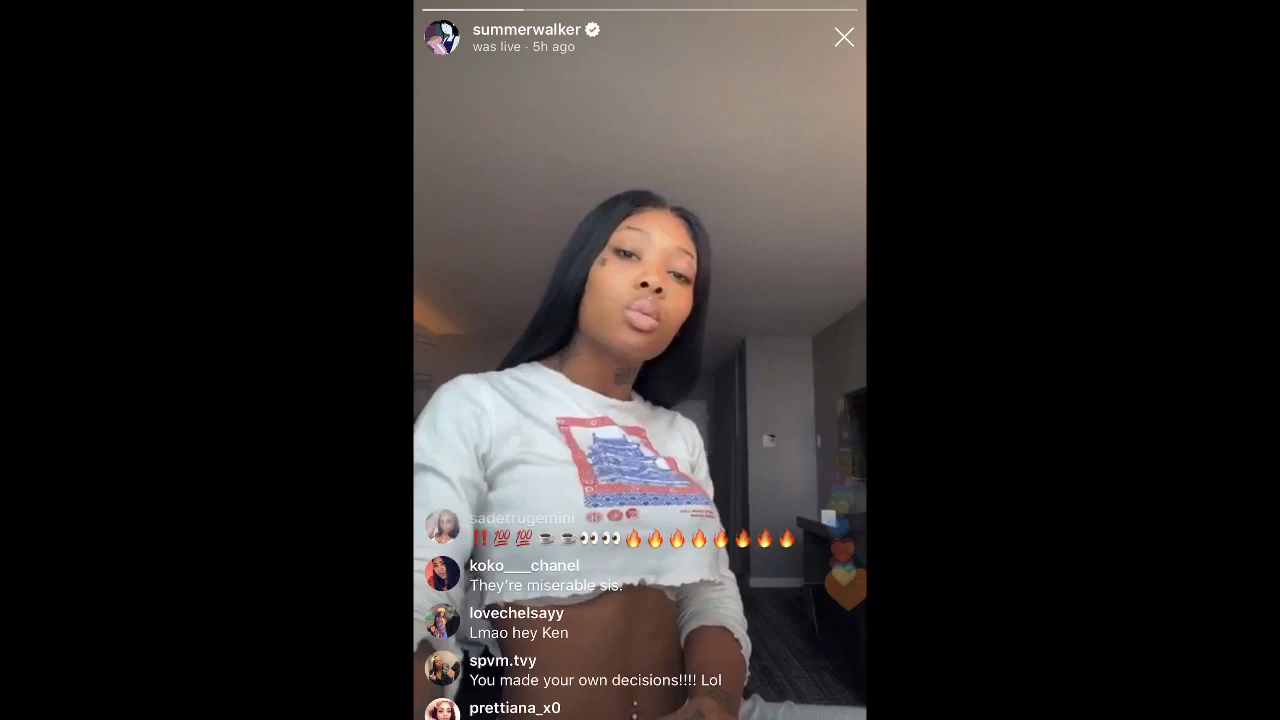 summerwalker
was live · 5h ago
sadetrugemini
‼️💯💯☕☕👀👀🔥🔥🔥🔥🔥🔥🔥🔥
koko___chanel
They're miserable sis.
lovechelsayy
Lmao hey Ken
spvm.tvy
You made your own decisions!!!! Lol
prettiana_x0